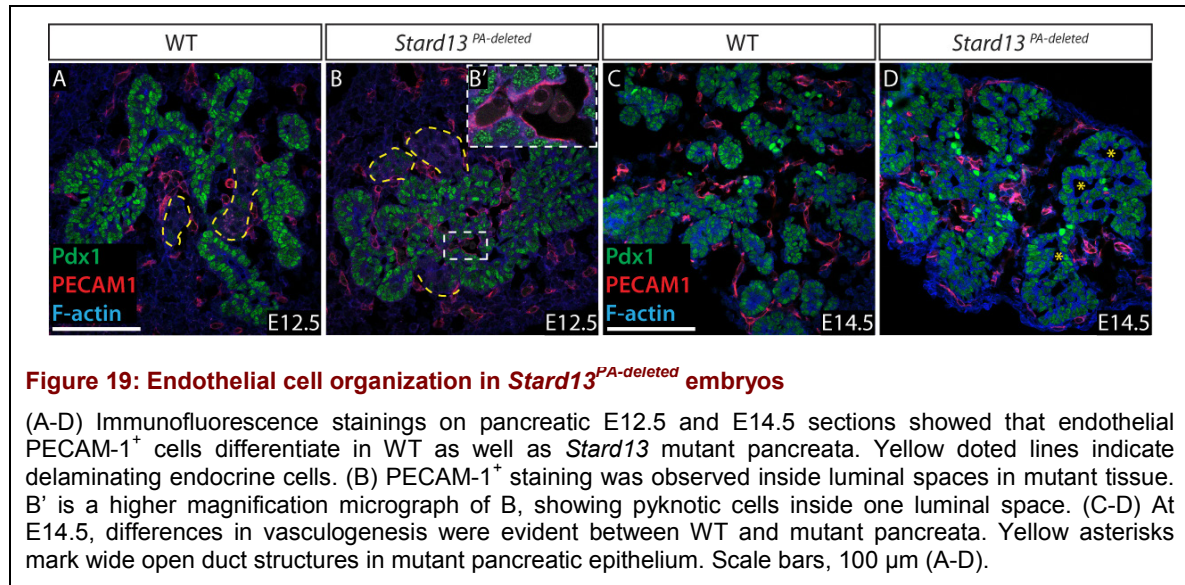 WT
Stard13 PA-deleted
WT
Stard13 PA-deleted
A
B
B'
C
D
Pdx1
PECAM1
F-actin
E12.5
E12.5
Pdx1
PECAM1
F-actin
E14.5
E14.5
* * *
Figure 19: Endothelial cell organization in Stard13PA-deleted embryos
(A-D) Immunofluorescence stainings on pancreatic E12.5 and E14.5 sections showed that endothelial
PECAM-1+ cells differentiate in WT as well as Stard13 mutant pancreata. Yellow doted lines indicate
delaminating endocrine cells. (B) PECAM-1+ staining was observed inside luminal spaces in mutant tissue.
B' is a higher magnification micrograph of B, showing pyknotic cells inside one luminal space. (C-D) At
E14.5, differences in vasculogenesis were evident between WT and mutant pancreata. Yellow asterisks
mark wide open duct structures in mutant pancreatic epithelium. Scale bars, 100 µm (A-D).